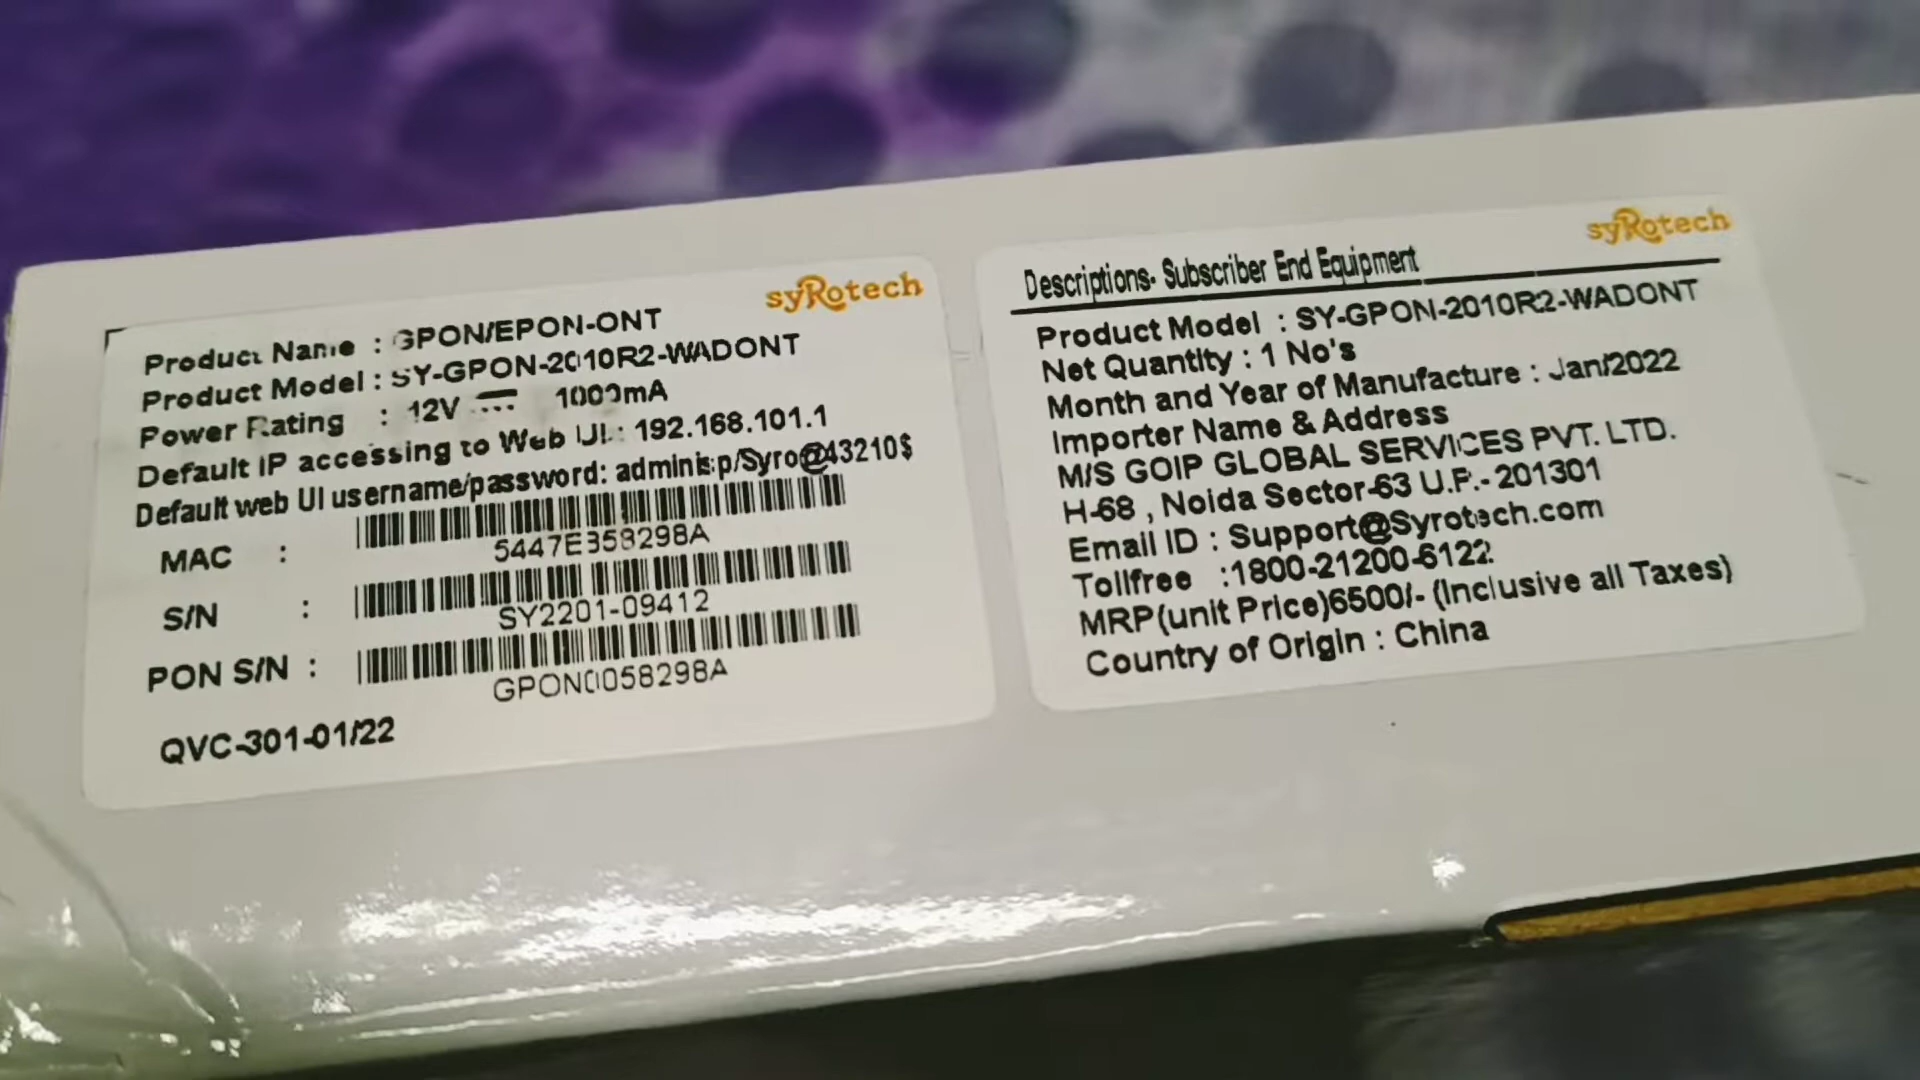 syRotech
Product Name : GPON/EPON-ONT
Product Model : SY-GPON-2010R2-WADONT
Power Rating : 12V 1000mA
Default IP accessing to Web UI : 192.168.101.1
Default web UI username/password: adminisp/Syro@43210$
MAC :
5447E358298A
S/N :
SY2201-09412
PON S/N :
GPON0058298A
QVC-301-01/22
syRotech
Descriptions- Subscriber End Equipment
Product Model : SY-GPON-2010R2-WADONT
Net Quantity : 1 No's
Month and Year of Manufacture : Jan/2022
Importer Name & Address
M/S GOIP GLOBAL SERVICES PVT. LTD.
H-68 , Noida Sector-63 U.P.- 201301
Email ID : Support@Syrotech.com
Tollfree :1800-21200-6122
MRP(unit Price)6500/- (Inclusive all Taxes)
Country of Origin : China